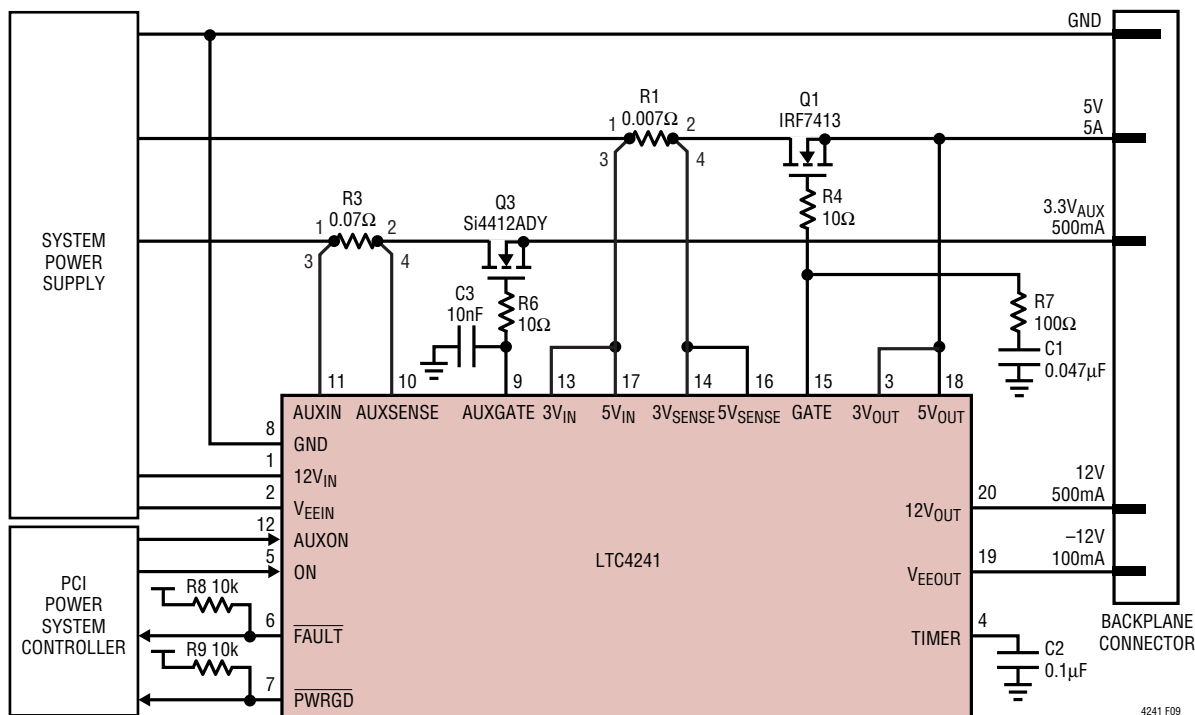 GND
R1
0.007Ω
Q1
IRF7413
5V
5A
1
2
3
4
R4
10Ω
R3
0.07Ω
Q3
Si4412ADY
3.3VAUX
500mA
1
2
3
4
SYSTEM
POWER
SUPPLY
C3
10nF
R6
10Ω
R7
100Ω
C1
0.047µF
11
10
9
13
17
14
16
15
3
18
AUXIN
AUXSENSE
AUXGATE
3VIN
5VIN
3VSENSE
5VSENSE
GATE
3VOUT
5VOUT
8
GND
1
12VIN
2
VEEIN
12
AUXON
5
ON
LTC4241
12VOUT
20
12V
500mA
VEEOUT
19
–12V
100mA
PCI
POWER
SYSTEM
CONTROLLER
R8 10k
6
FAULT
R9 10k
7
PWRGD
TIMER
4
C2
0.1µF
BACKPLANE
CONNECTOR
4241 F09